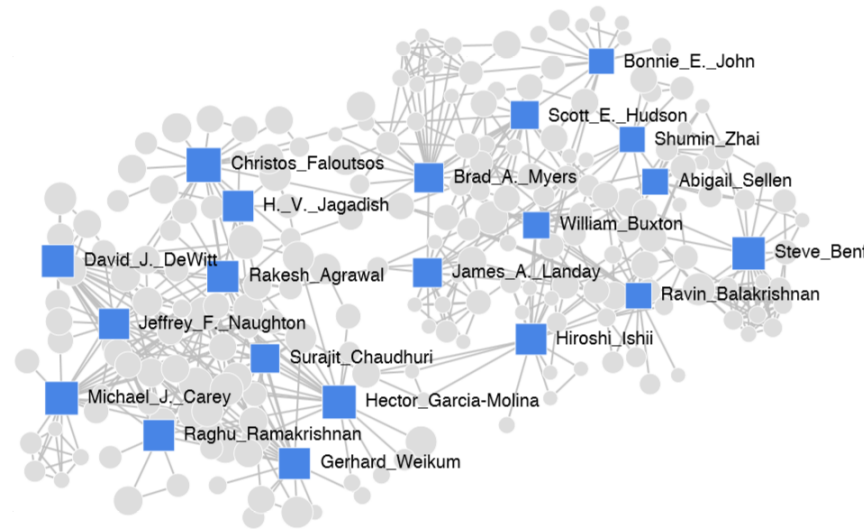 Bonnie_E._John
Scott_E._Hudson
Shumin_Zhai
Christos_Faloutsos
Brad_A._Myers
Abigail_Sellen
H._V._Jagadish
William_Buxton
Steve_Benf
David_J._DeWitt
Rakesh_Agrawal
James_A._Landay
Ravin_Balakrishnan
Jeffrey_F._Naughton
Hiroshi_Ishii
Surajit_Chaudhuri
Michael_J._Carey
Hector_Garcia-Molina
Raghu_Ramakrishnan
Gerhard_Weikum